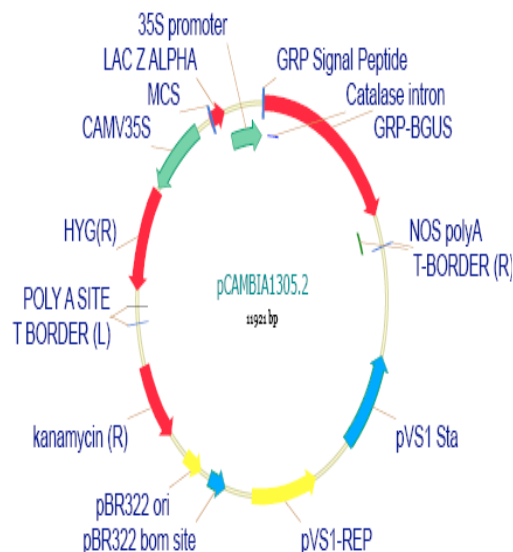 35S promoter
LAC Z ALPHA
GRP Signal Peptide
MCS
Catalase intron
CAMV35S
GRP-BGUS
HYG(R)
NOS polyA
T-BORDER (R)
pCAMBIA1305.2
11921 bp
POLY A SITE
T BORDER (L)
kanamycin (R)
pVS1 Sta
pBR322 ori
pBR322 bom site
pVS1-REP